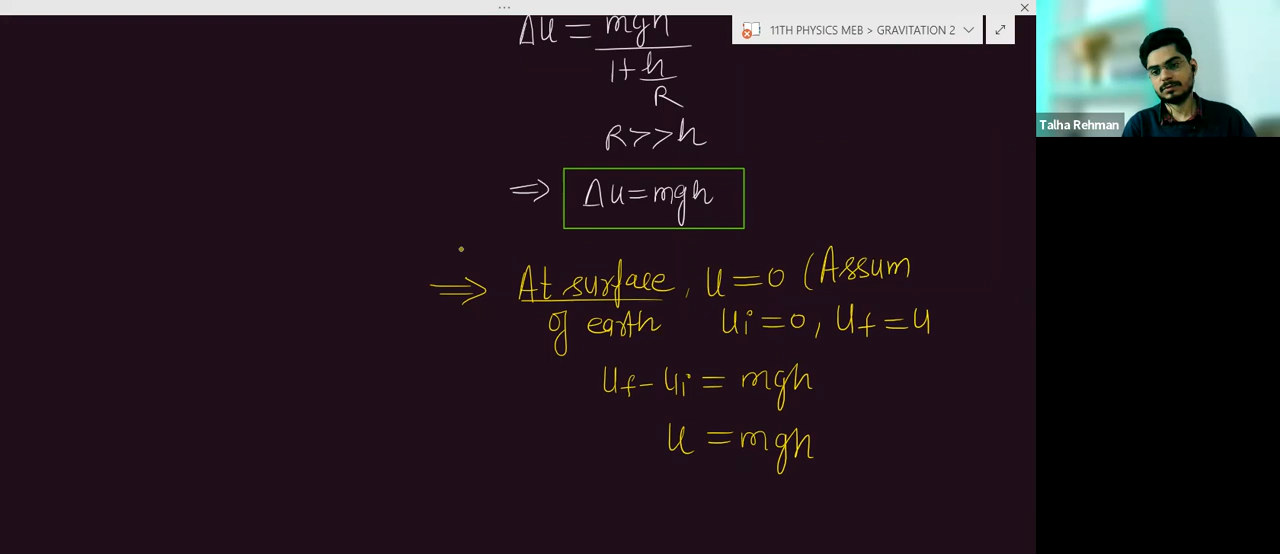 11TH PHYSICS MEB > GRAVITATION 2
Talha Rehman
Δu = mgh
1 + h
R
R >> h
⇒ Δu = mgh
⇒ At surface, u = 0 (Assum
of earth ui = 0, uf = u
uf - ui = mgh
u = mgh